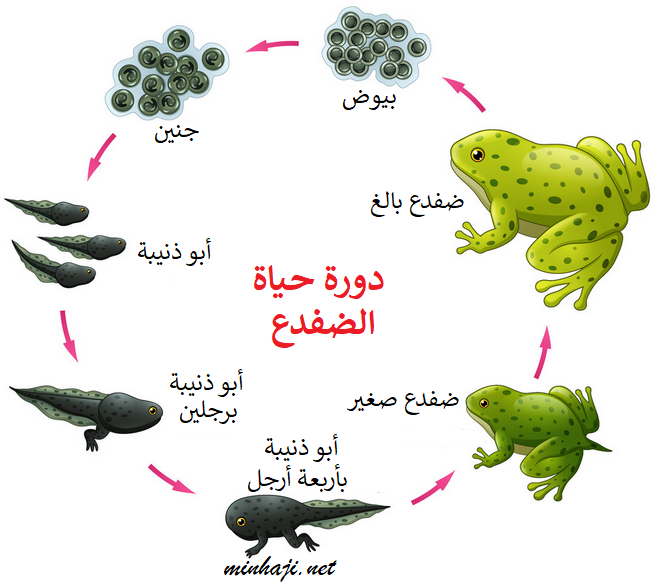 دورة حياة
الضفدع
بيوض
جنين
أبو ذنيبة
أبو ذنيبة
برجلين
أبو ذنيبة
بأربعة أرجل
ضفدع صغير
ضفدع بالغ
minhaji.net